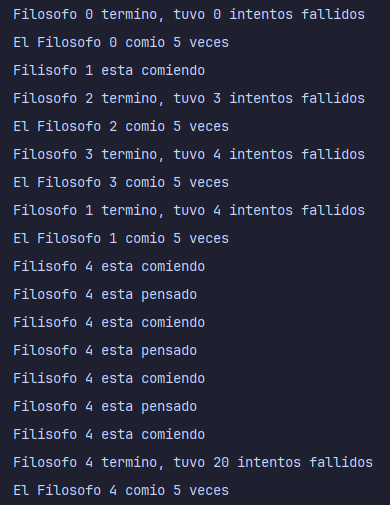 Filosofo 0 termino, tuvo 0 intentos fallidos
El Filosofo 0 comio 5 veces
Filisofo 1 esta comiendo
Filosofo 2 termino, tuvo 3 intentos fallidos
El Filosofo 2 comio 5 veces
Filosofo 3 termino, tuvo 4 intentos fallidos
El Filosofo 3 comio 5 veces
Filosofo 1 termino, tuvo 4 intentos fallidos
El Filosofo 1 comio 5 veces
Filisofo 4 esta comiendo
Filosofo 4 esta pensado
Filisofo 4 esta comiendo
Filosofo 4 esta pensado
Filisofo 4 esta comiendo
Filosofo 4 esta pensado
Filisofo 4 esta comiendo
Filosofo 4 termino, tuvo 20 intentos fallidos
El Filosofo 4 comio 5 veces